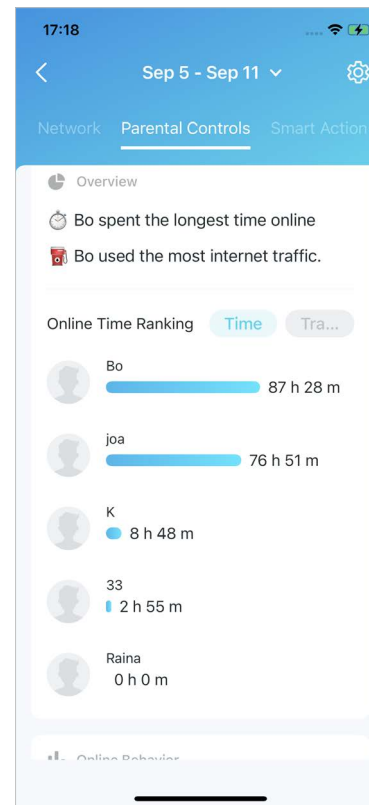 17:18
Sep 5 - Sep 11
Network Parental Controls Smart Action
Overview
Bo spent the longest time online
Bo used the most internet traffic.
Online Time Ranking Time Tra...
Bo
87 h 28 m
joa
76 h 51 m
K
8 h 48 m
33
2 h 55 m
Raina
0 h 0 m
Online Behavior